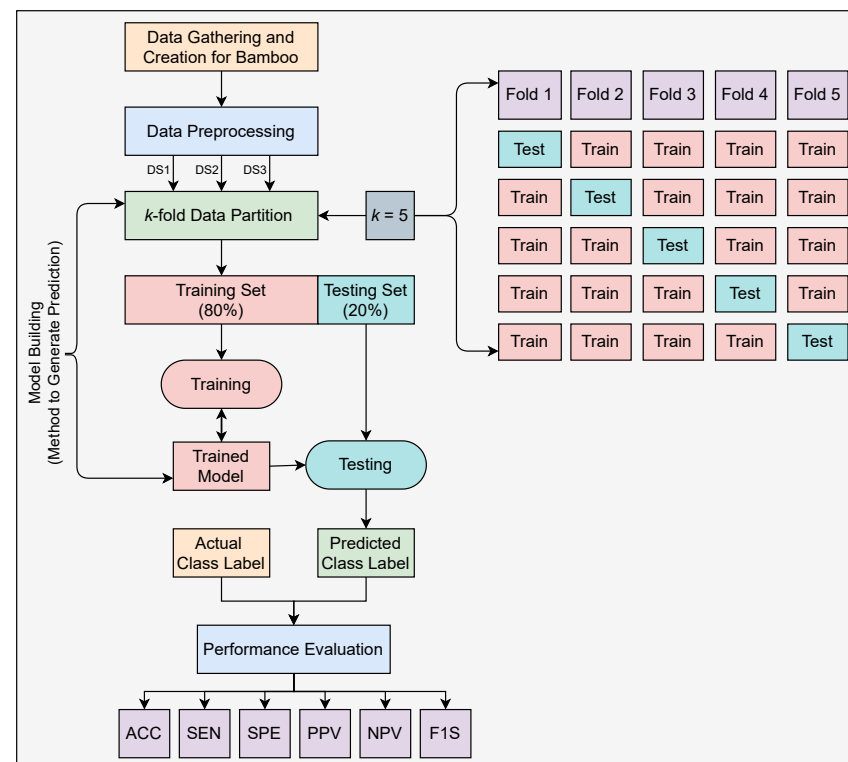 Data Gathering and
Creation for Bamboo
Data Preprocessing
DS1 DS2 DS3
k-fold Data Partition
k = 5
Training Set
(80%)
Testing Set
(20%)
Training
Trained
Model
Testing
Model Building
(Method to Generate Prediction)
Actual
Class Label
Predicted
Class Label
Performance Evaluation
ACC SEN SPE PPV NPV F1S
Fold 1 Fold 2 Fold 3 Fold 4 Fold 5
Test Train Train Train Train
Train Test Train Train Train
Train Train Test Train Train
Train Train Train Test Train
Train Train Train Train Test